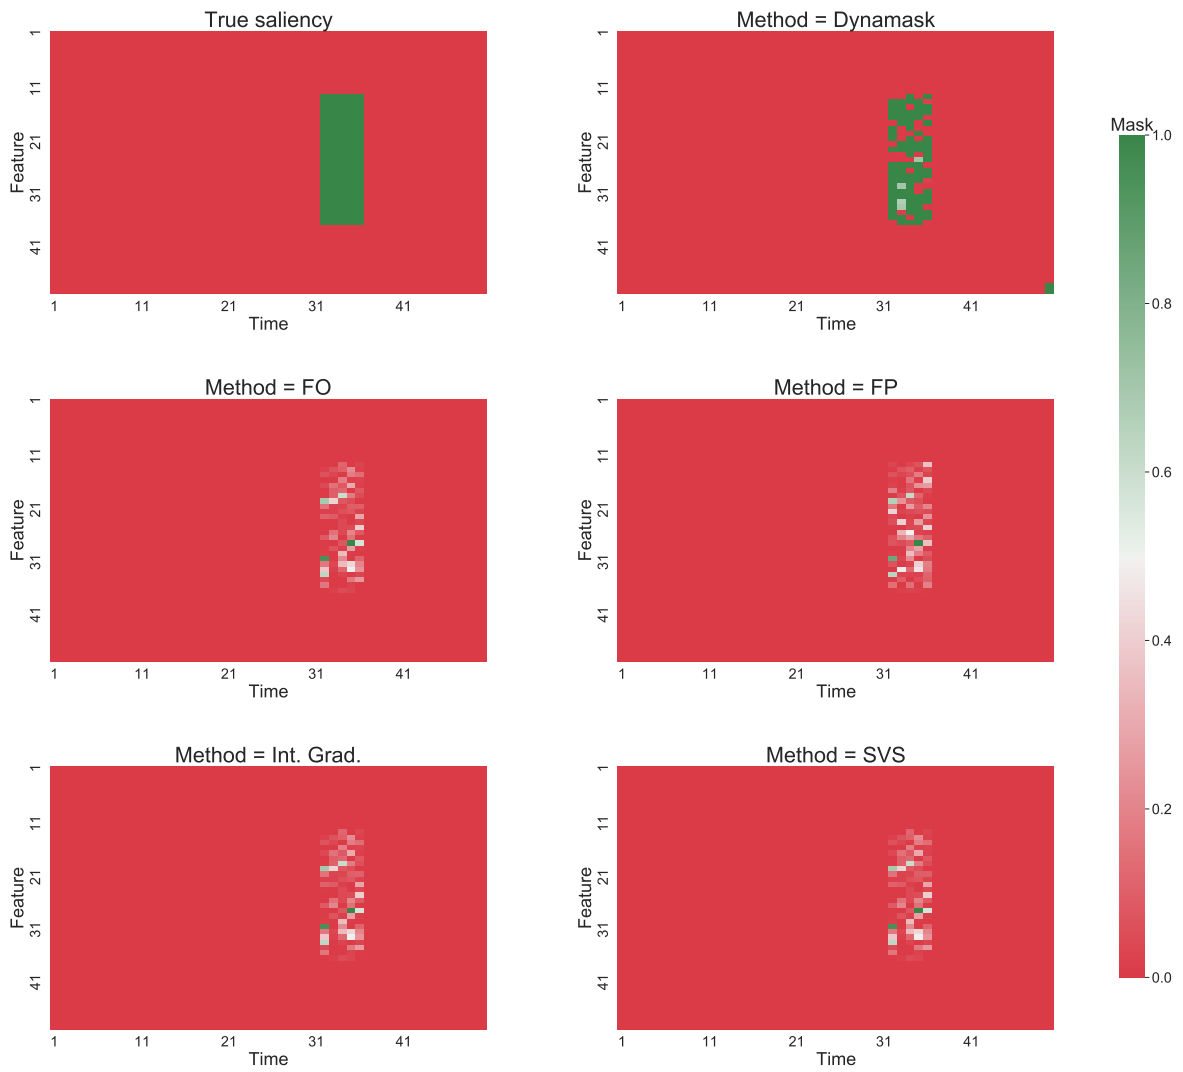 True saliency
1
11
21
31
41
Feature
1 11 21 31 41
Time
Method = Dynamask
1
11
21
31
41
Feature
1 11 21 31 41
Time
Mask
1.0
0.8
0.6
0.4
0.2
0.0
Method = FO
1
11
21
31
41
Feature
1 11 21 31 41
Time
Method = FP
1
11
21
31
41
Feature
1 11 21 31 41
Time
Method = Int. Grad.
1
11
21
31
41
Feature
1 11 21 31 41
Time
Method = SVS
1
11
21
31
41
Feature
1 11 21 31 41
Time